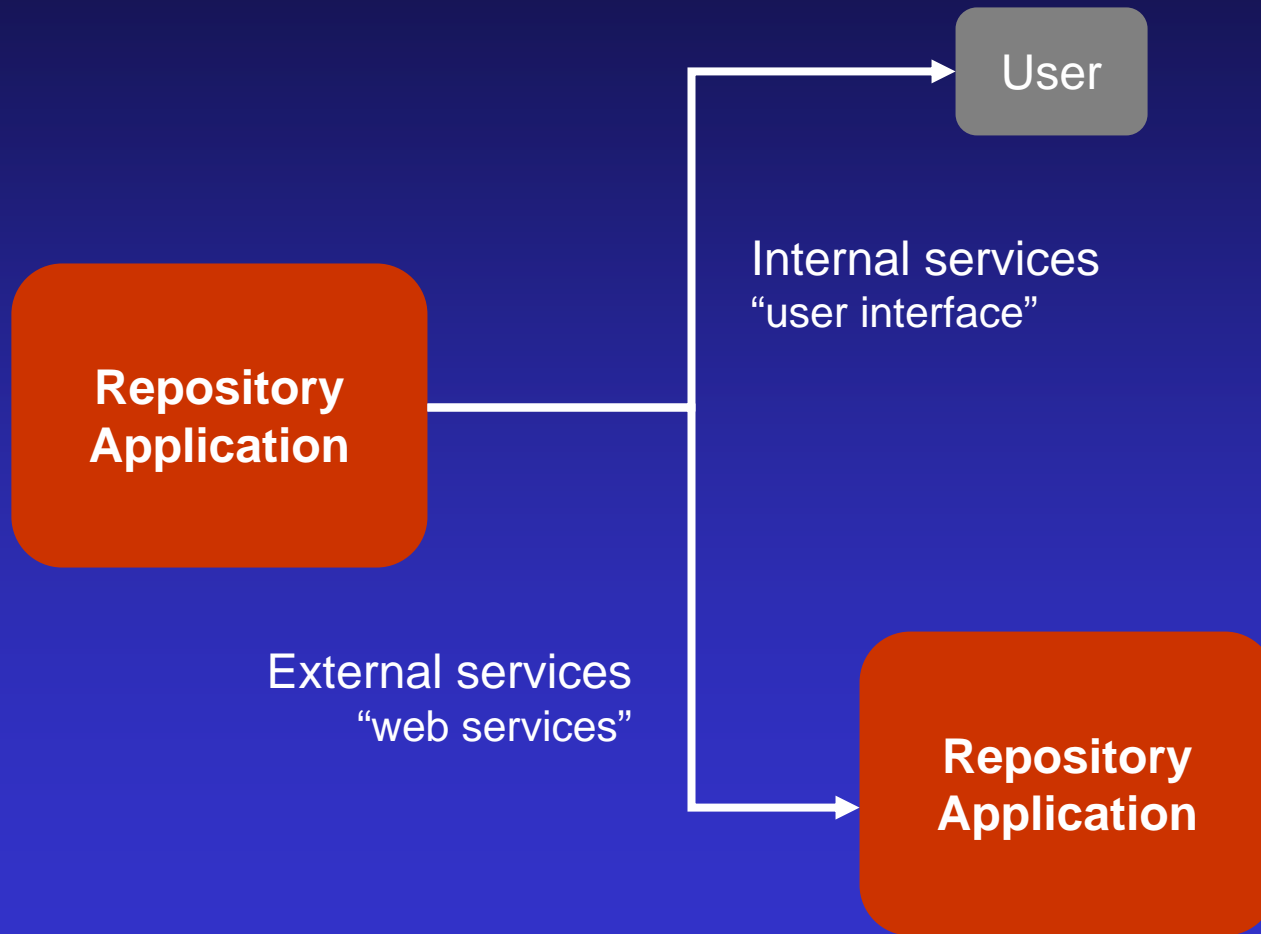 User
Internal services
“user interface”
Repository
Application
External services
“web services”
Repository
Application